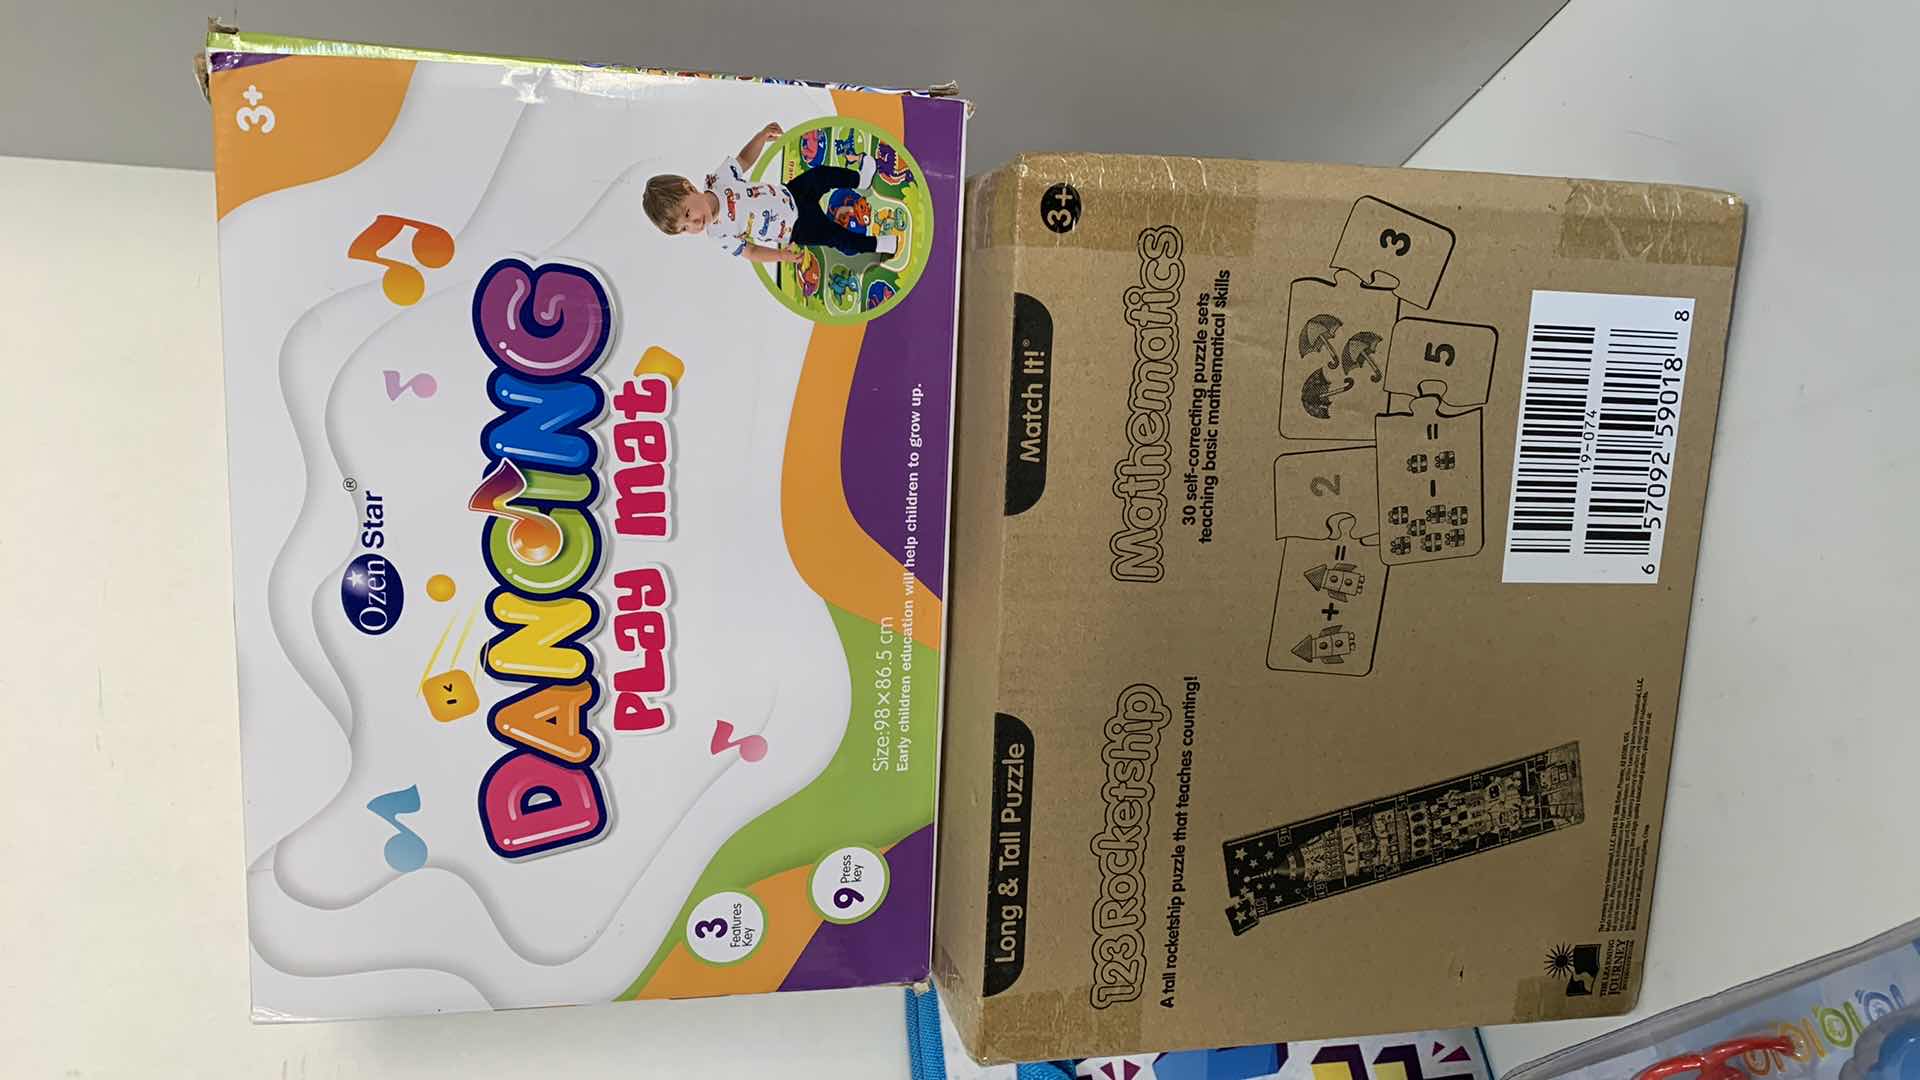 3+
Ozen Star ®
DANCING
PLAY mat
Size:98×86.5 cm
Early children education will help children to grow up.
3
Features
Key
9
Press
key
3+
Long & Tall Puzzle
Match It!®
123 Rocketship
A tall rocketship puzzle that teaches counting!
Mathematics
30 self-correcting puzzle sets
teaching basic mathematical skills
+ =
2
- =
5
3
19-074
6 57092 59018 8
THE LEARNING
JOURNEY